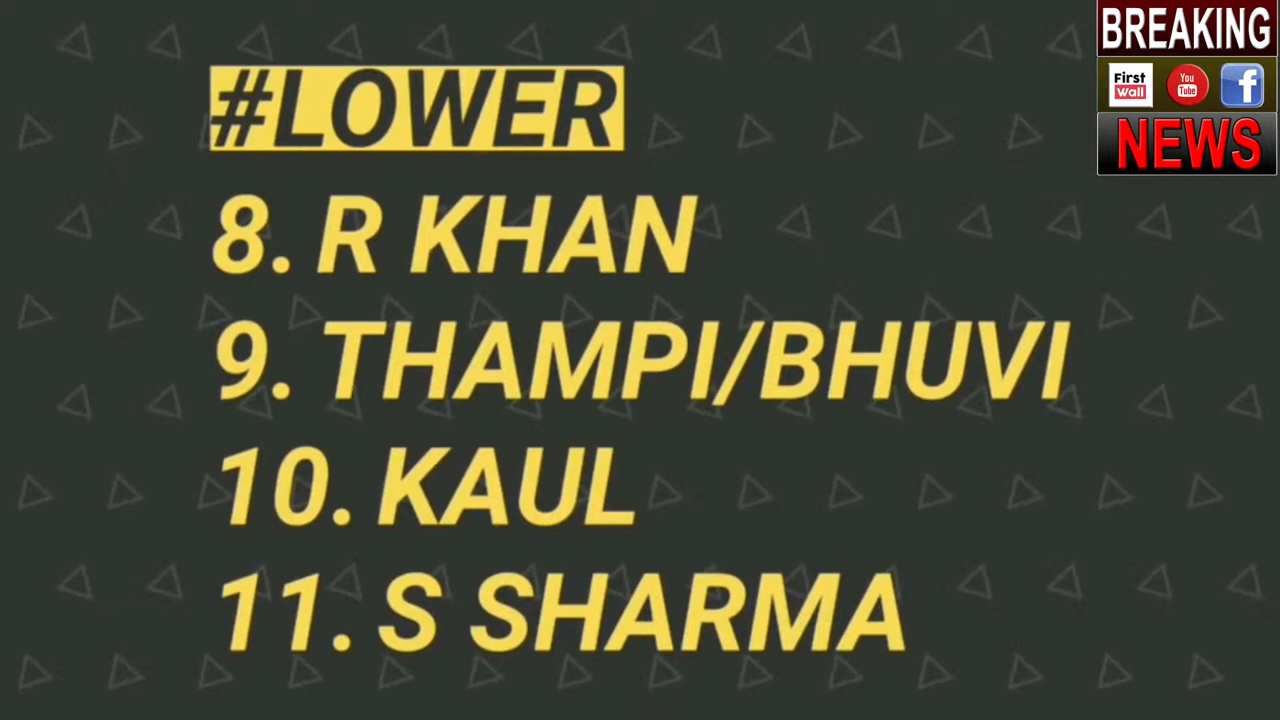 #LOWER
8. R KHAN
9. THAMPI/BHUVI
10. KAUL
11. S SHARMA
BREAKING
First
Wall
You
Tube
f
NEWS